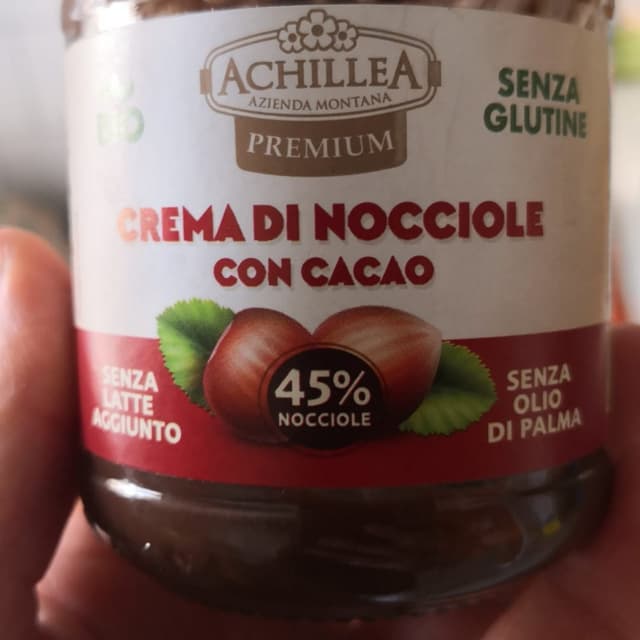 ACHILLEA
AZIENDA MONTANA
PREMIUM
BIO
SENZA
GLUTINE
CREMA DI NOCCIOLE
CON CACAO
SENZA
LATTE
AGGIUNTO
45%
NOCCIOLE
SENZA
OLIO
DI PALMA